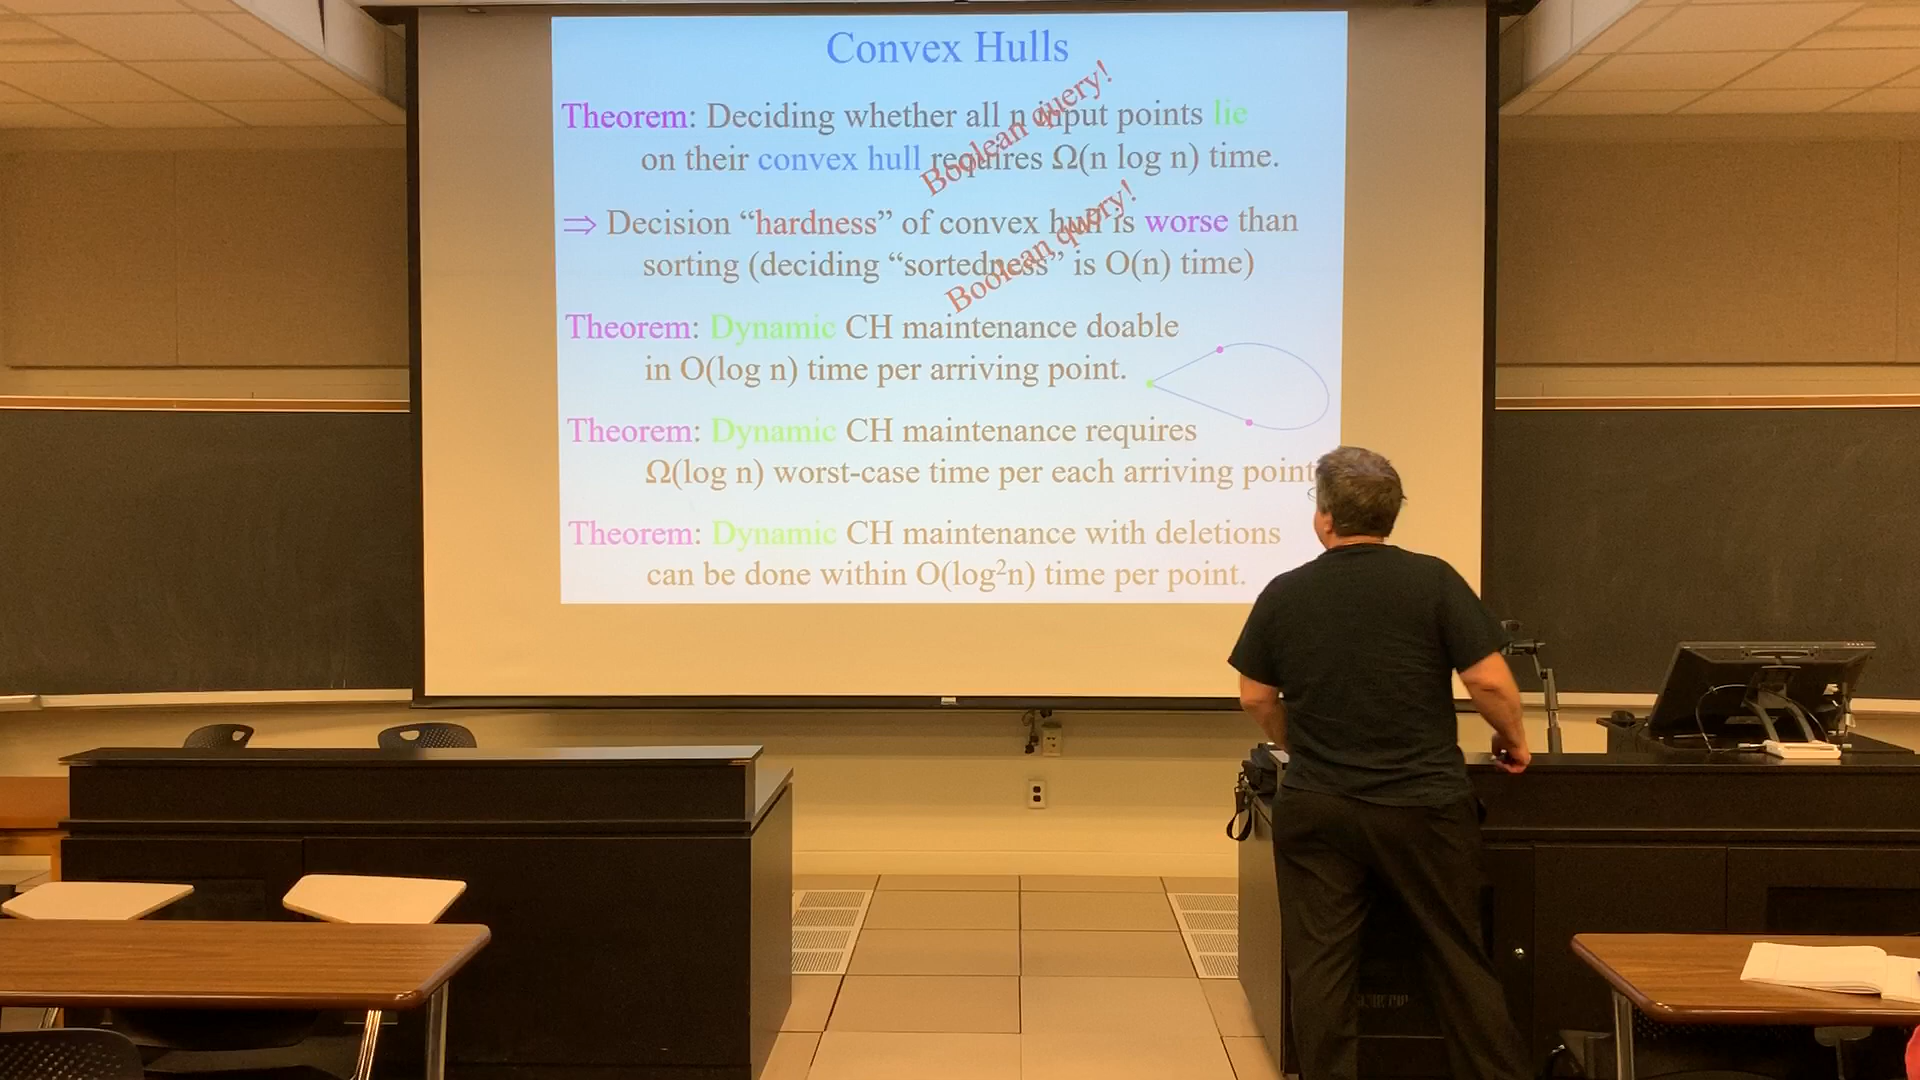 Convex Hulls
Theorem: Deciding whether all n input points lie
on their convex hull requires Ω(n log n) time.
Boolean query!
⇒ Decision “hardness” of convex hull is worse than
sorting (deciding “sortedness” is O(n) time)
Boolean query!
Theorem: Dynamic CH maintenance doable
in O(log n) time per arriving point.
Theorem: Dynamic CH maintenance requires
Ω(log n) worst-case time per each arriving point
Theorem: Dynamic CH maintenance with deletions
can be done within O(log²n) time per point.